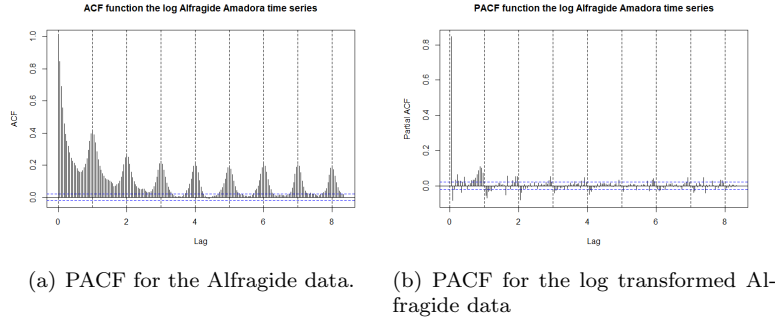 ACF function the log Alfragide Amadora time series
ACF
0.0 0.2 0.4 0.6 0.8 1.0
0 2 4 6 8
Lag
PACF function the log Alfragide Amadora time series
Partial ACF
0.0 0.2 0.4 0.6 0.8
0 2 4 6 8
Lag
(a) PACF for the Alfragide data.
(b) PACF for the log transformed Al-
fragide data